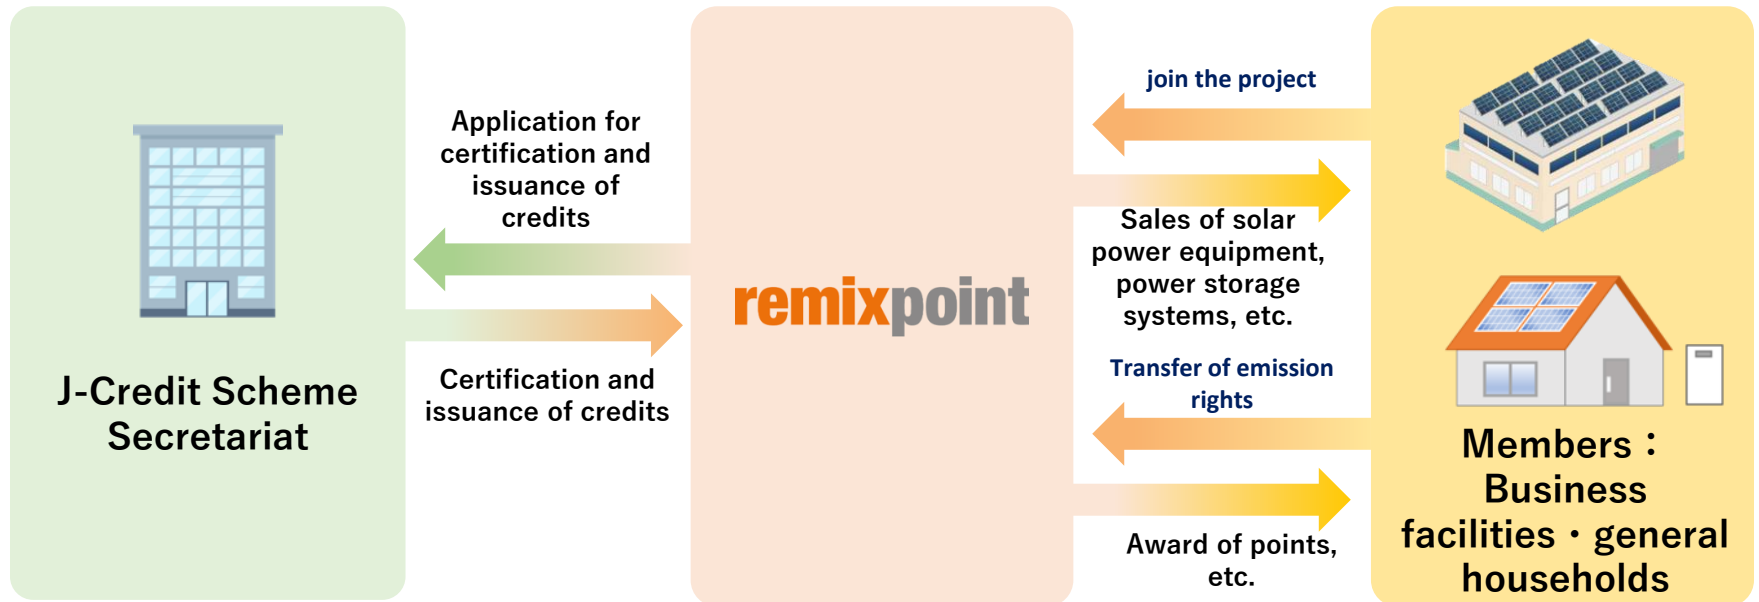 J-Credit Scheme
Secretariat
Application for
certification and
issuance of
credits
Certification and
issuance of credits
remixpoint
join the project
Sales of solar
power equipment,
power storage
systems, etc.
Transfer of emission
rights
Award of points,
etc.
Members：
Business
facilities・general
households